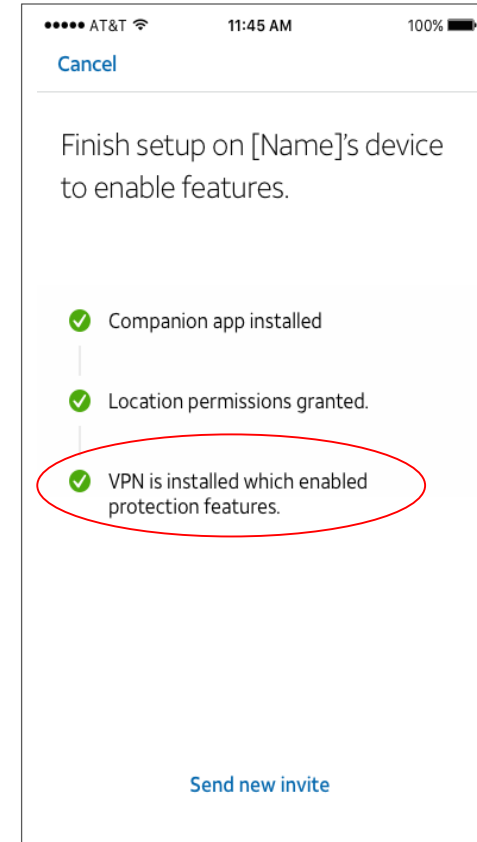 AT&T 11:45 AM 100%
Cancel
Finish setup on [Name]’s device
to enable features.
Companion app installed
Location permissions granted.
VPN is installed which enabled
protection features.
Send new invite